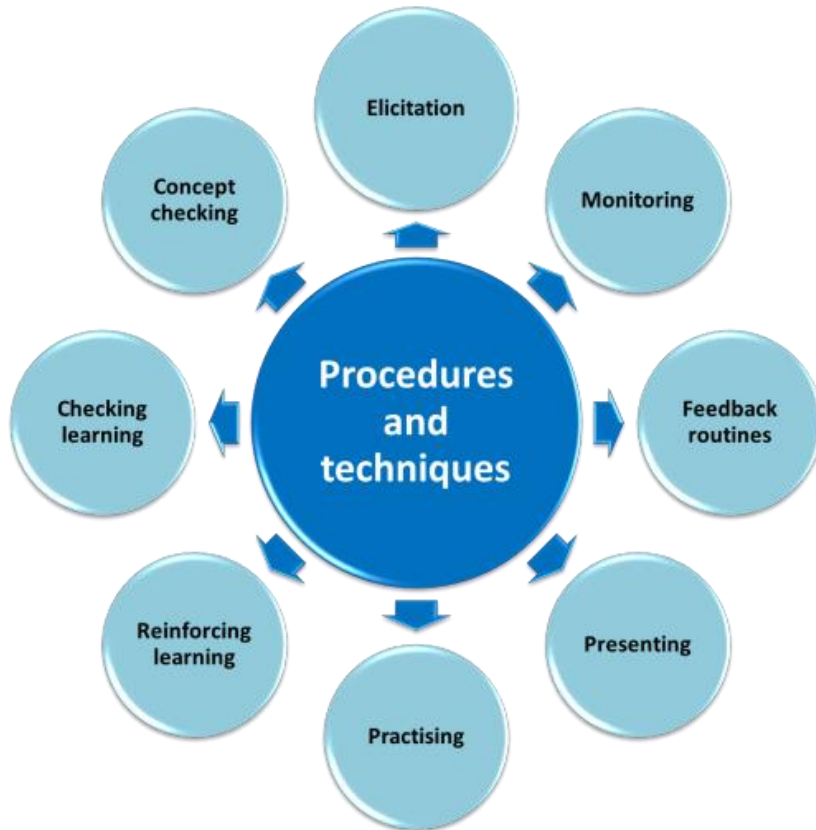 Procedures
and
techniques
Elicitation
Monitoring
Feedback
routines
Presenting
Practising
Reinforcing
learning
Checking
learning
Concept
checking